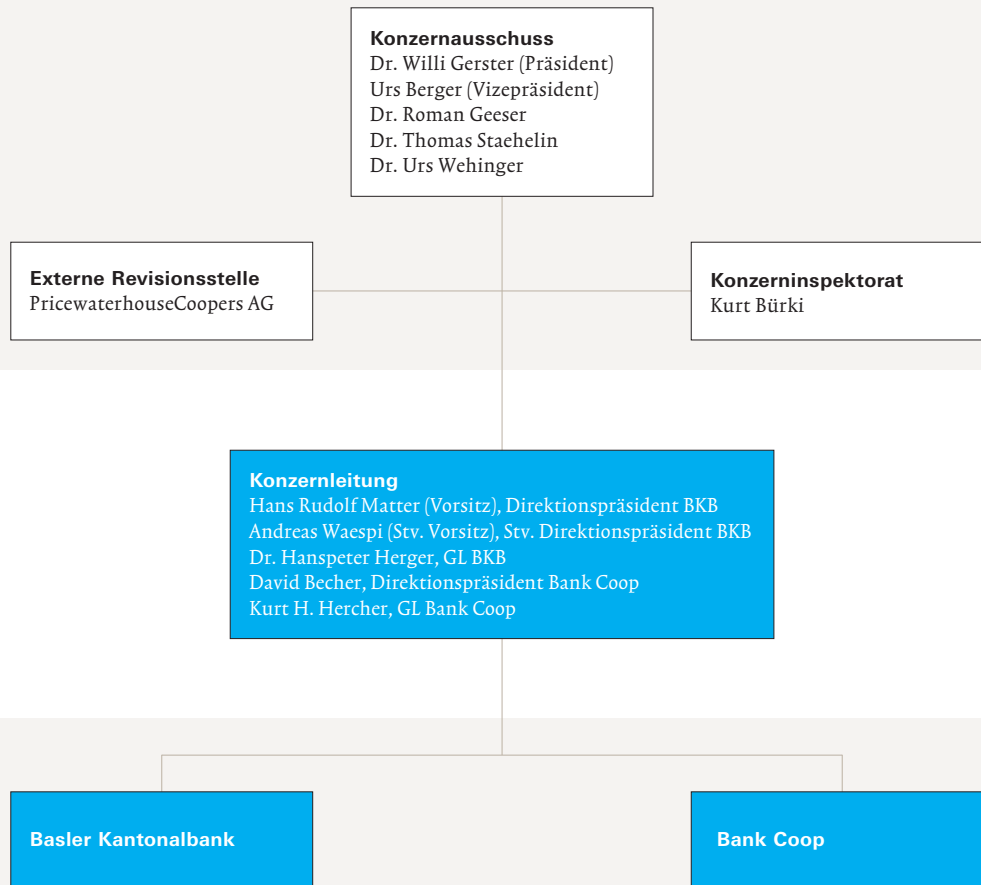 Konzernausschuss
Dr. Willi Gerster (Präsident)
Urs Berger (Vizepräsident)
Dr. Roman Geeser
Dr. Thomas Staehelin
Dr. Urs Wehinger
Externe Revisionsstelle
PricewaterhouseCoopers AG
Konzerninspektorat
Kurt Bürki
Konzernleitung
Hans Rudolf Matter (Vorsitz), Direktionspräsident BKB
Andreas Waespi (Stv. Vorsitz), Stv. Direktionspräsident BKB
Dr. Hanspeter Herger, GL BKB
David Becher, Direktionspräsident Bank Coop
Kurt H. Hercher, GL Bank Coop
Basler Kantonalbank
Bank Coop